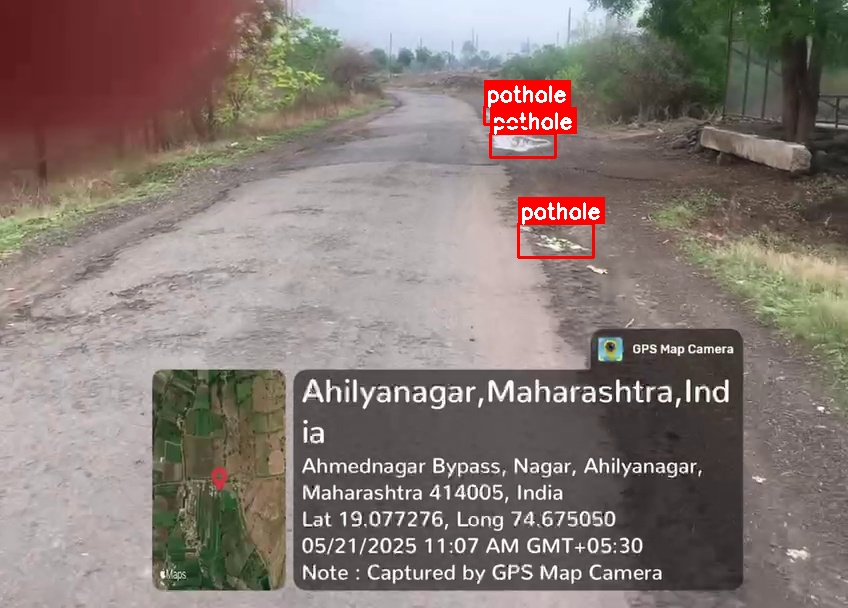 pothole
pothole
pothole
GPS Map Camera
Ahilyanagar,Maharashtra,Ind
ia
Ahmednagar Bypass, Nagar, Ahilyanagar,
Maharashtra 414005, India
Lat 19.077276, Long 74.675050
05/21/2025 11:07 AM GMT+05:30
Note : Captured by GPS Map Camera
Maps